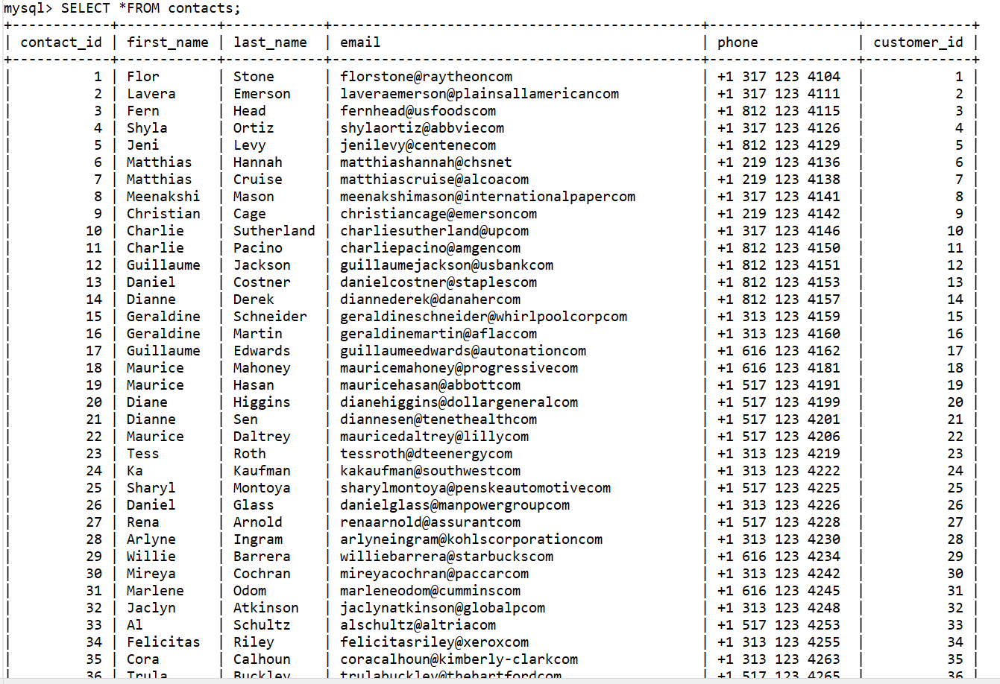 mysql> SELECT *FROM contacts;
+------------+------------+------------+----------------------------------------------+------------------+-------------+
| contact_id | first_name | last_name  | email                                        | phone            | customer_id |
+------------+------------+------------+----------------------------------------------+------------------+-------------+
| 1 | Flor | Stone | florstone@raytheoncom | +1 317 123 4104 | 1 |
| 2 | Lavera | Emerson | laveraemerson@plainsallamericancom | +1 317 123 4111 | 2 |
| 3 | Fern | Head | fernhead@usfoodscom | +1 812 123 4115 | 3 |
| 4 | Shyla | Ortiz | shylaortiz@abbviecom | +1 317 123 4126 | 4 |
| 5 | Jeni | Levy | jenilevy@centenecom | +1 812 123 4129 | 5 |
| 6 | Matthias | Hannah | matthiashannah@chsnet | +1 219 123 4136 | 6 |
| 7 | Matthias | Cruise | matthiascruise@alcoacom | +1 219 123 4138 | 7 |
| 8 | Meenakshi | Mason | meenakshimason@internationalpapercom | +1 317 123 4141 | 8 |
| 9 | Christian | Cage | christiancage@emersoncom | +1 219 123 4142 | 9 |
| 10 | Charlie | Sutherland | charliesutherland@upcom | +1 317 123 4146 | 10 |
| 11 | Charlie | Pacino | charliepacino@amgencom | +1 812 123 4150 | 11 |
| 12 | Guillaume | Jackson | guillaumejackson@usbankcom | +1 812 123 4151 | 12 |
| 13 | Daniel | Costner | danielcostner@staplescom | +1 812 123 4153 | 13 |
| 14 | Dianne | Derek | diannederek@danahercom | +1 812 123 4157 | 14 |
| 15 | Geraldine | Schneider | geraldineschneider@whirlpoolcorpcom | +1 313 123 4159 | 15 |
| 16 | Geraldine | Martin | geraldinemartin@aflaccom | +1 313 123 4160 | 16 |
| 17 | Guillaume | Edwards | guillaumeedwards@autonationcom | +1 616 123 4162 | 17 |
| 18 | Maurice | Mahoney | mauricemahoney@progressivecom | +1 616 123 4181 | 18 |
| 19 | Maurice | Hasan | mauricehasan@abbottcom | +1 517 123 4191 | 19 |
| 20 | Diane | Higgins | dianehiggins@dollargeneralcom | +1 517 123 4199 | 20 |
| 21 | Dianne | Sen | diannesen@tenethealthcom | +1 517 123 4201 | 21 |
| 22 | Maurice | Daltrey | mauricedaltrey@lillycom | +1 517 123 4206 | 22 |
| 23 | Tess | Roth | tessroth@dteenergycom | +1 313 123 4219 | 23 |
| 24 | Ka | Kaufman | kakaufman@southwestcom | +1 313 123 4222 | 24 |
| 25 | Sharyl | Montoya | sharylmontoya@penskeautomotivecom | +1 517 123 4225 | 25 |
| 26 | Daniel | Glass | danielglass@manpowergroupcom | +1 313 123 4226 | 26 |
| 27 | Rena | Arnold | renaarnold@assurantcom | +1 517 123 4228 | 27 |
| 28 | Arlyne | Ingram | arlyneingram@kohlscorporationcom | +1 313 123 4230 | 28 |
| 29 | Willie | Barrera | williebarrera@starbuckscom | +1 616 123 4234 | 29 |
| 30 | Mireya | Cochran | mireyacochran@paccarcom | +1 313 123 4242 | 30 |
| 31 | Marlene | Odom | marleneodom@cumminscom | +1 616 123 4245 | 31 |
| 32 | Jaclyn | Atkinson | jaclynatkinson@globalpcom | +1 313 123 4248 | 32 |
| 33 | Al | Schultz | alschultz@altriacom | +1 517 123 4253 | 33 |
| 34 | Felicitas | Riley | felicitasriley@xeroxcom | +1 313 123 4255 | 34 |
| 35 | Cora | Calhoun | coracalhoun@kimberly-clarkcom | +1 313 123 4263 | 35 |
| 36 | Trula | Buckley | trulabuckley@thehartfordcom | +1 517 123 4265 | 36 |